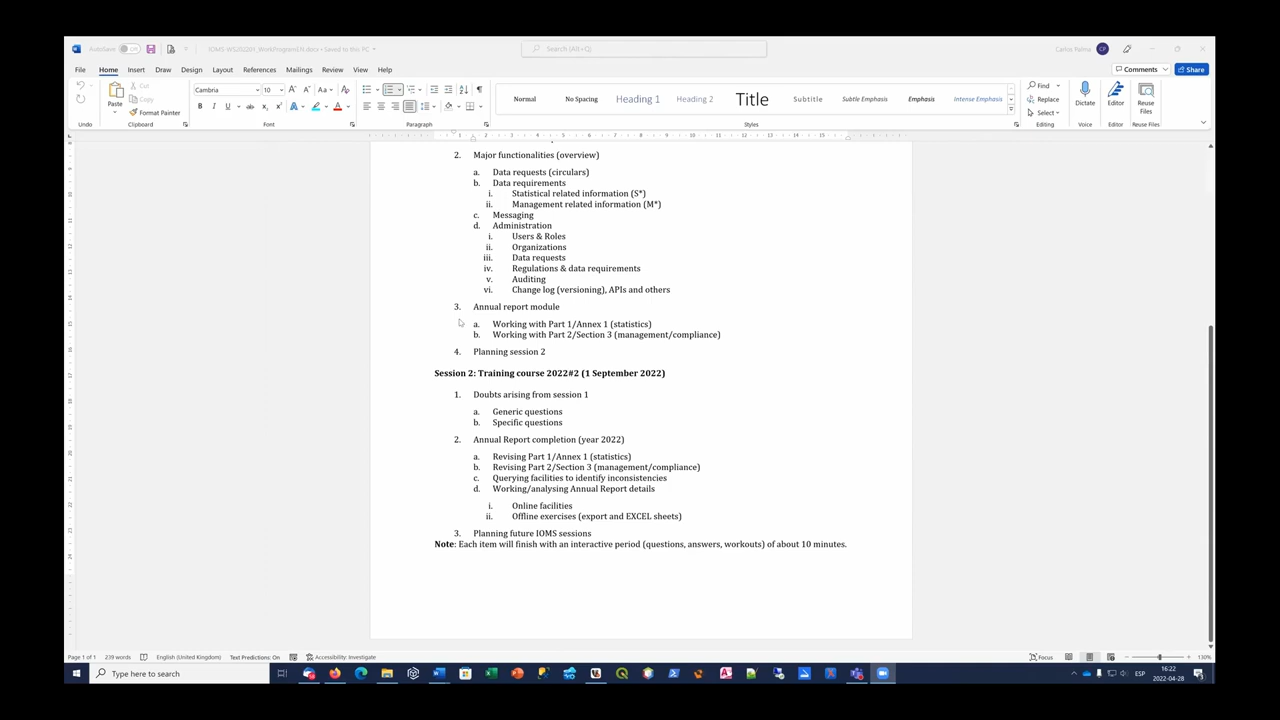 AutoSave Off IOMS-WS202201_WorkProgramEN.docx • Saved to this PC Search (Alt+Q) Carlos Palma CP
File Home Insert Draw Design Layout References Mailings Review View Help Comments Share
Paste Cut Copy Format Painter
Cambria 10
Normal No Spacing Heading 1 Heading 2 Title Subtitle Subtle Emphasis Emphasis Intense Emphasis
Find Replace Select
Dictate Editor Reuse Files
Undo Clipboard Font Paragraph Styles Editing Voice Editor Reuse Files
2. Major functionalities (overview)
a. Data requests (circulars)
b. Data requirements
i. Statistical related information (S*)
ii. Management related information (M*)
c. Messaging
d. Administration
i. Users & Roles
ii. Organizations
iii. Data requests
iv. Regulations & data requirements
v. Auditing
vi. Change log (versioning), APIs and others
3. Annual report module
a. Working with Part 1/Annex 1 (statistics)
b. Working with Part 2/Section 3 (management/compliance)
4. Planning session 2
Session 2: Training course 2022#2 (1 September 2022)
1. Doubts arising from session 1
a. Generic questions
b. Specific questions
2. Annual Report completion (year 2022)
a. Revising Part 1/Annex 1 (statistics)
b. Revising Part 2/Section 3 (management/compliance)
c. Querying facilities to identify inconsistencies
d. Working/analysing Annual Report details
i. Online facilities
ii. Offline exercises (export and EXCEL sheets)
3. Planning future IOMS sessions
Note: Each item will finish with an interactive period (questions, answers, workouts) of about 10 minutes.
Page 1 of 1 239 words English (United Kingdom) Text Predictions: On Accessibility: Investigate Focus 130%
Type here to search ESP 16:22
2022-04-28